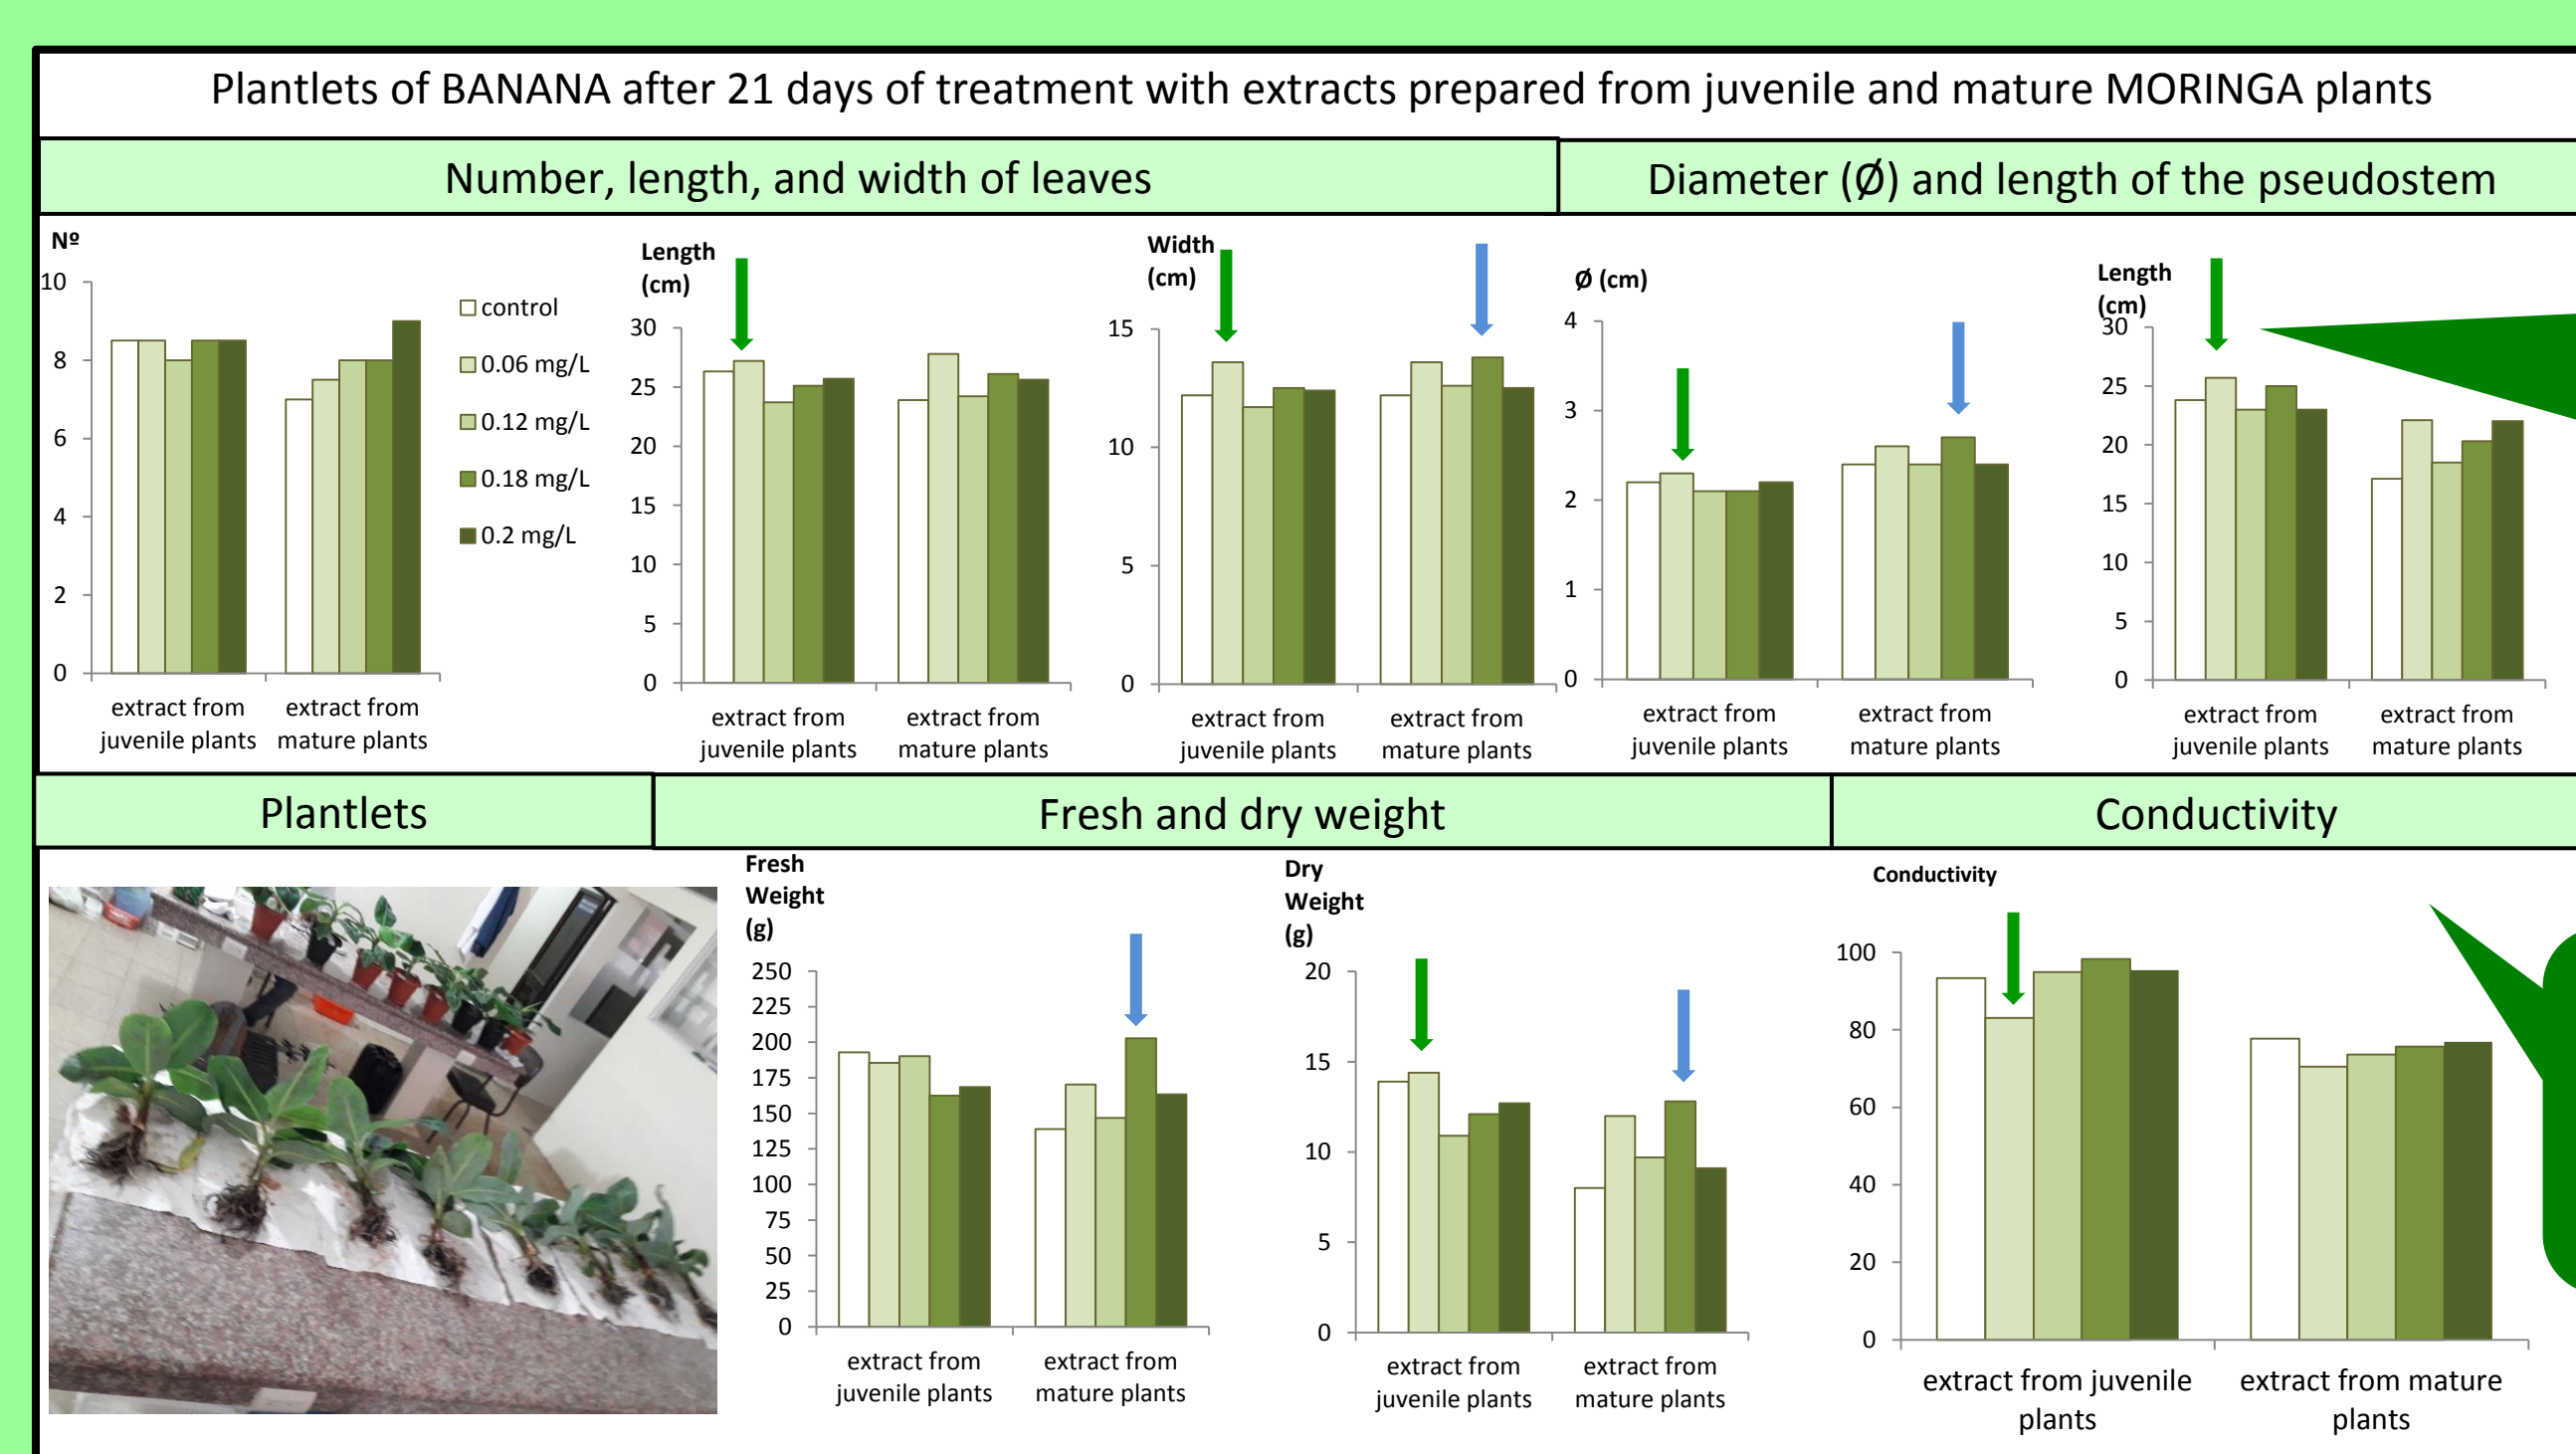 Plantlets of BANANA after 21 days of treatment with extracts prepared from juvenile and mature MORINGA plants
Number, length, and width of leaves
Diameter (Ø) and length of the pseudostem
Nº
10
8
6
4
2
0
extract from
juvenile plants
extract from
mature plants
control
0.06 mg/L
0.12 mg/L
0.18 mg/L
0.2 mg/L
Length
(cm)
30
25
20
15
10
5
0
extract from
juvenile plants
extract from
mature plants
Width
(cm)
15
10
5
0
extract from
juvenile plants
extract from
mature plants
Ø (cm)
4
3
2
1
0
extract from
juvenile plants
extract from
mature plants
Length
(cm)
30
25
20
15
10
5
0
extract from
juvenile plants
extract from
mature plants
Plantlets
Fresh and dry weight
Conductivity
Fresh
Weight
(g)
250
225
200
175
150
125
100
75
50
25
0
extract from
juvenile plants
extract from
mature plants
Dry
Weight
(g)
20
15
10
5
0
extract from
juvenile plants
extract from
mature plants
Conductivity
100
80
60
40
20
0
extract from juvenile
plants
extract from mature
plants